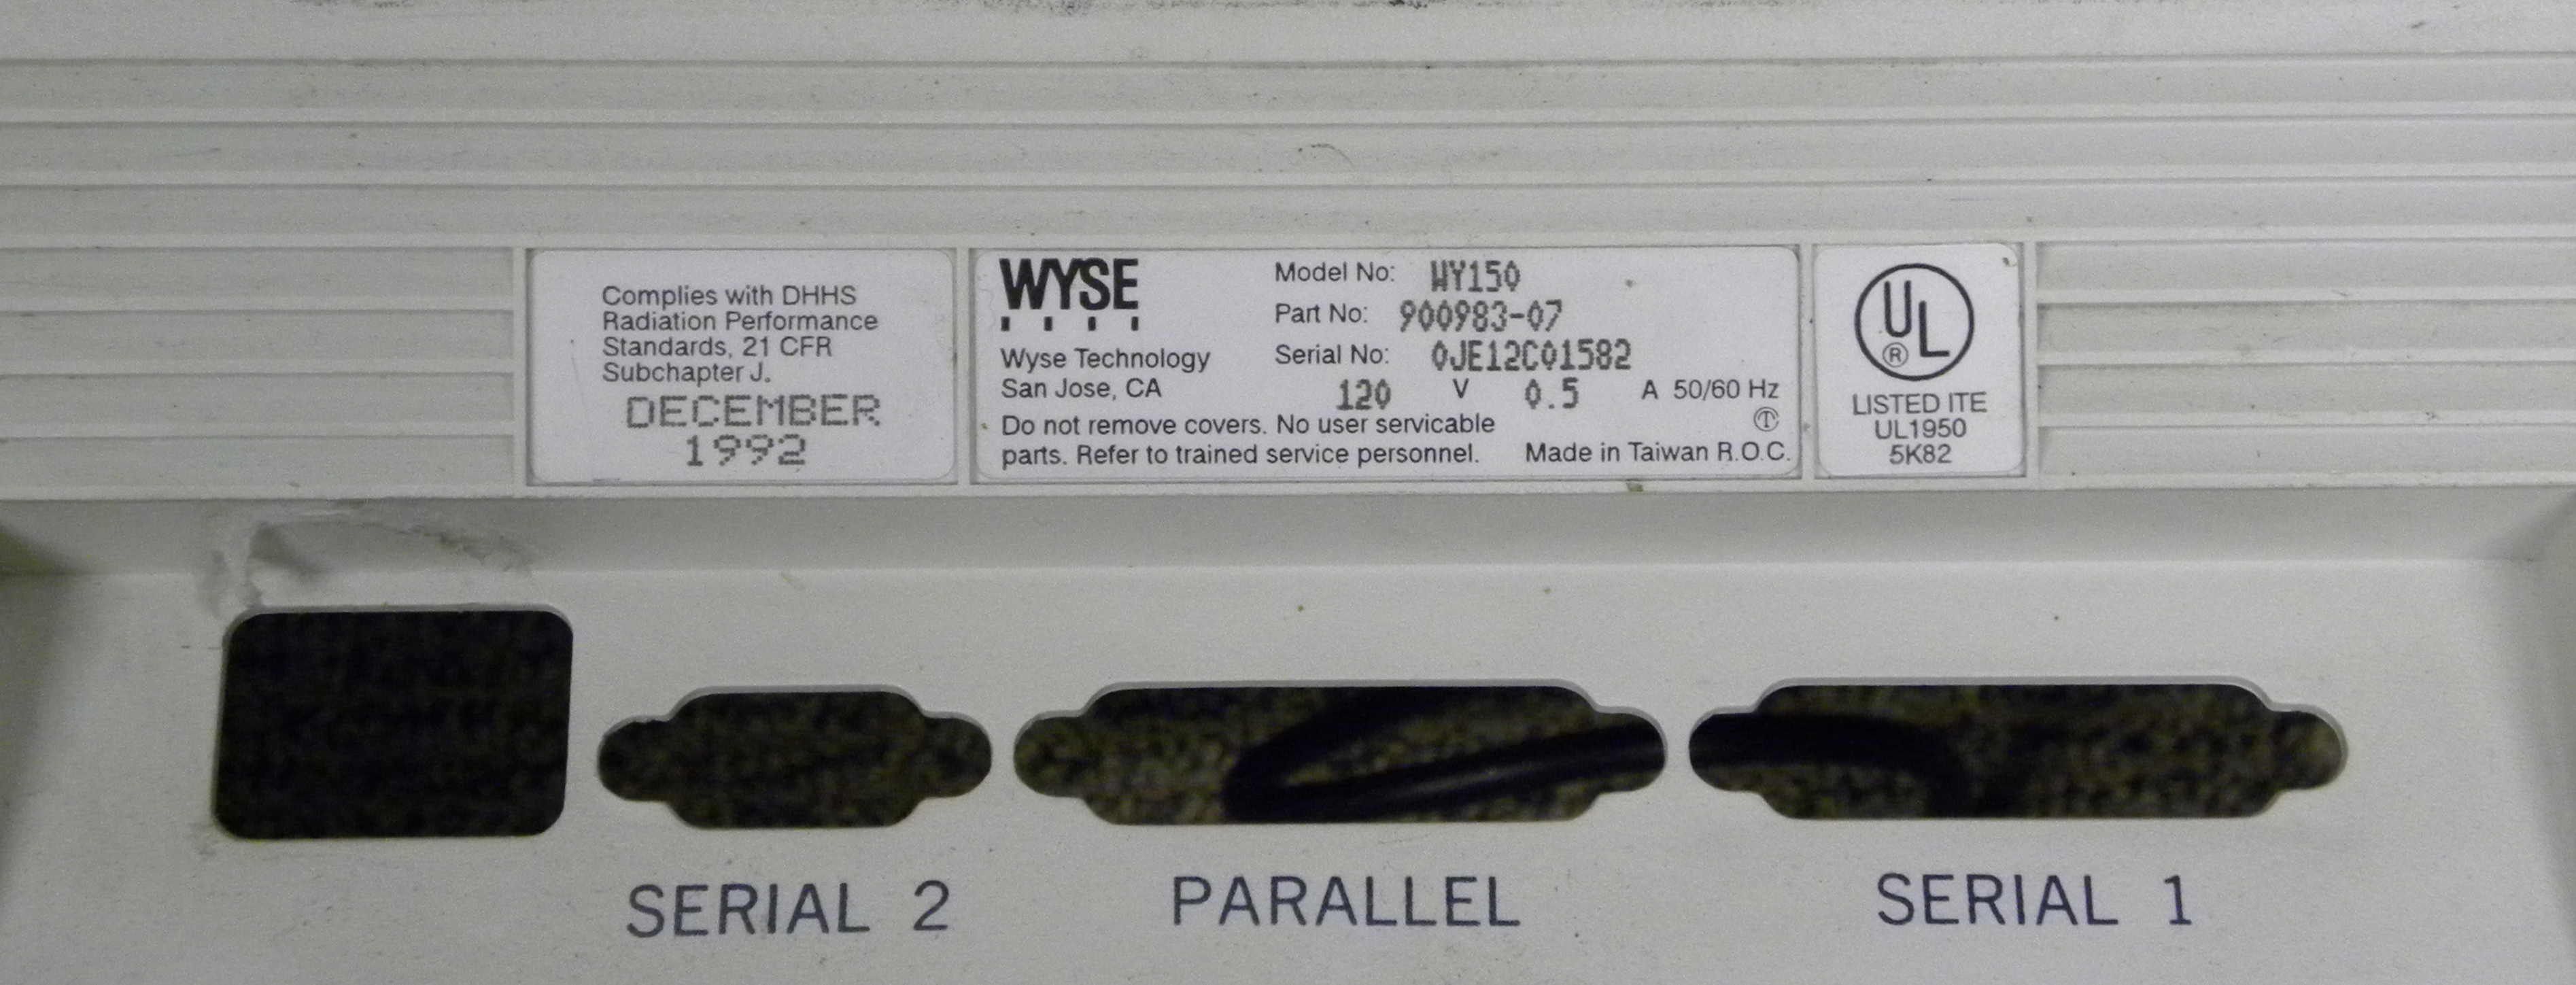 Complies with DHHS
Radiation Performance
Standards, 21 CFR
Subchapter J.
DECEMBER
1992
WYSE
Wyse Technology
San Jose, CA
Model No: WY150
Part No: 900983-07
Serial No: 0JE12C01582
120 V 0.5 A 50/60 Hz
Do not remove covers. No user servicable
parts. Refer to trained service personnel.
Made in Taiwan R.O.C.
UL
®
LISTED ITE
UL1950
5K82
SERIAL 2
PARALLEL
SERIAL 1